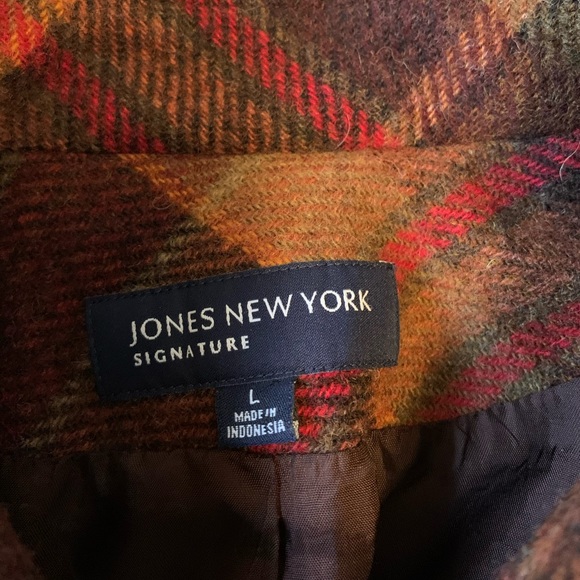 JONES NEW YORK
SIGNATURE
L
MADE IN
INDONESIA